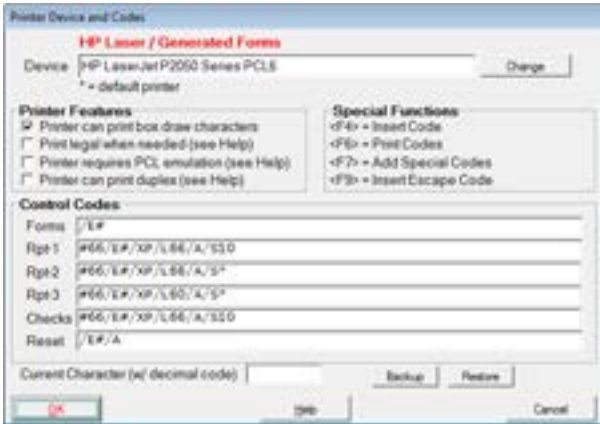 Printer Device and Codes
HP Laser / Generated Forms
Device HP LaserJet P2050 Series PCL6 Change
* = default printer
Printer Features
Printer can print box draw characters
Print legal when needed (see Help)
Printer requires PCL emulation (see Help)
Printer can print duplex (see Help)
Special Functions
<F4> = Insert Code
<F6> = Print Codes
<F7> = Add Special Codes
<F9> = Insert Escape Code
Control Codes
Forms /E#
Rpt-1 #66/E#/XP/L66/A/S10
Rpt-2 #66/E#/XP/L66/A/S*
Rpt-3 #66/E#/XP/L60/A/S*
Checks #66/E#/XP/L66/A/S10
Reset /E#/A
Current Character (w/ decimal code) Backup Restore
OK Help Cancel